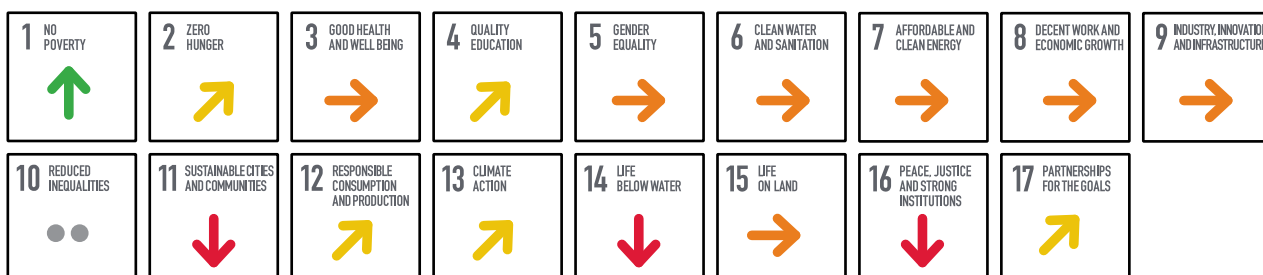 1 NO POVERTY
2 ZERO HUNGER
3 GOOD HEALTH AND WELL BEING
4 QUALITY EDUCATION
5 GENDER EQUALITY
6 CLEAN WATER AND SANITATION
7 AFFORDABLE AND CLEAN ENERGY
8 DECENT WORK AND ECONOMIC GROWTH
9 INDUSTRY, INNOVATION AND INFRASTRUCTURE
10 REDUCED INEQUALITIES
11 SUSTAINABLE CITIES AND COMMUNITIES
12 RESPONSIBLE CONSUMPTION AND PRODUCTION
13 CLIMATE ACTION
14 LIFE BELOW WATER
15 LIFE ON LAND
16 PEACE, JUSTICE AND STRONG INSTITUTIONS
17 PARTNERSHIPS FOR THE GOALS